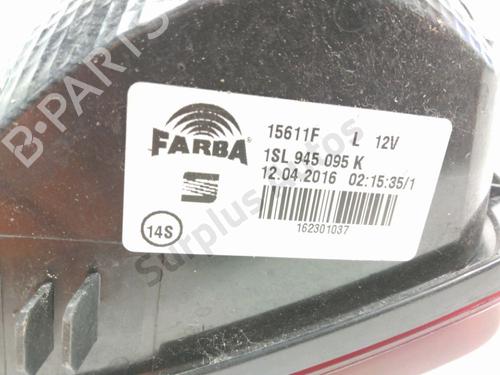 B-PARTS
FARBA
15611F L 12V
1SL 945 095 K
12.04.2016 02:15:35/1
162301037
14S
Surplus Autos